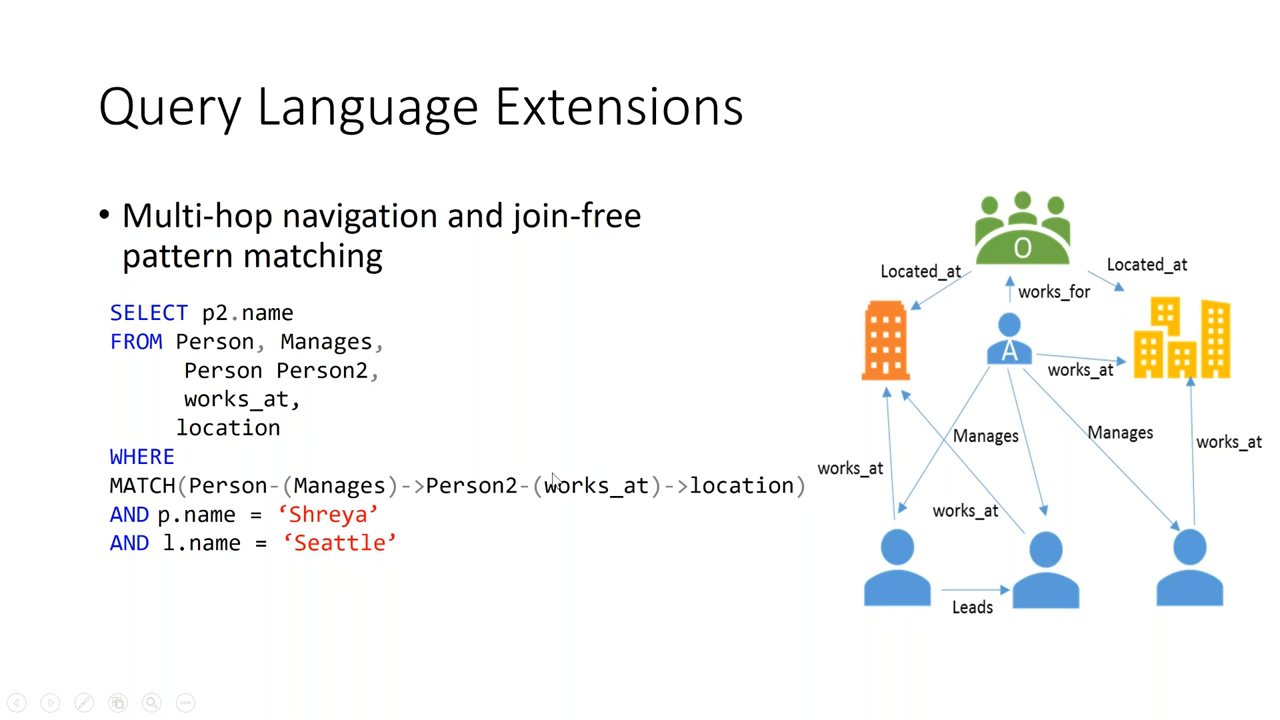 Query Language Extensions
• Multi-hop navigation and join-free
pattern matching
SELECT p2.name
FROM Person, Manages,
Person Person2,
works_at,
location
WHERE
MATCH(Person-(Manages)->Person2-(works_at)->location)
AND p.name = ‘Shreya’
AND l.name = ‘Seattle’
O
Located_at
Located_at
works_for
A
works_at
Manages
Manages
works_at
works_at
works_at
Leads